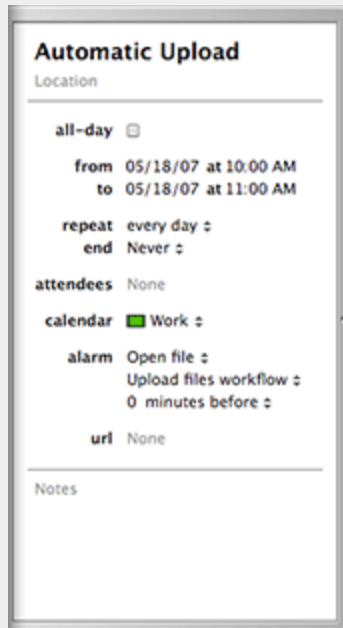 Automatic Upload
Location
all-day
from 05/18/07 at 10:00 AM
to 05/18/07 at 11:00 AM
repeat every day
end Never
attendees None
calendar Work
alarm Open file
Upload files workflow
0 minutes before
url None
Notes